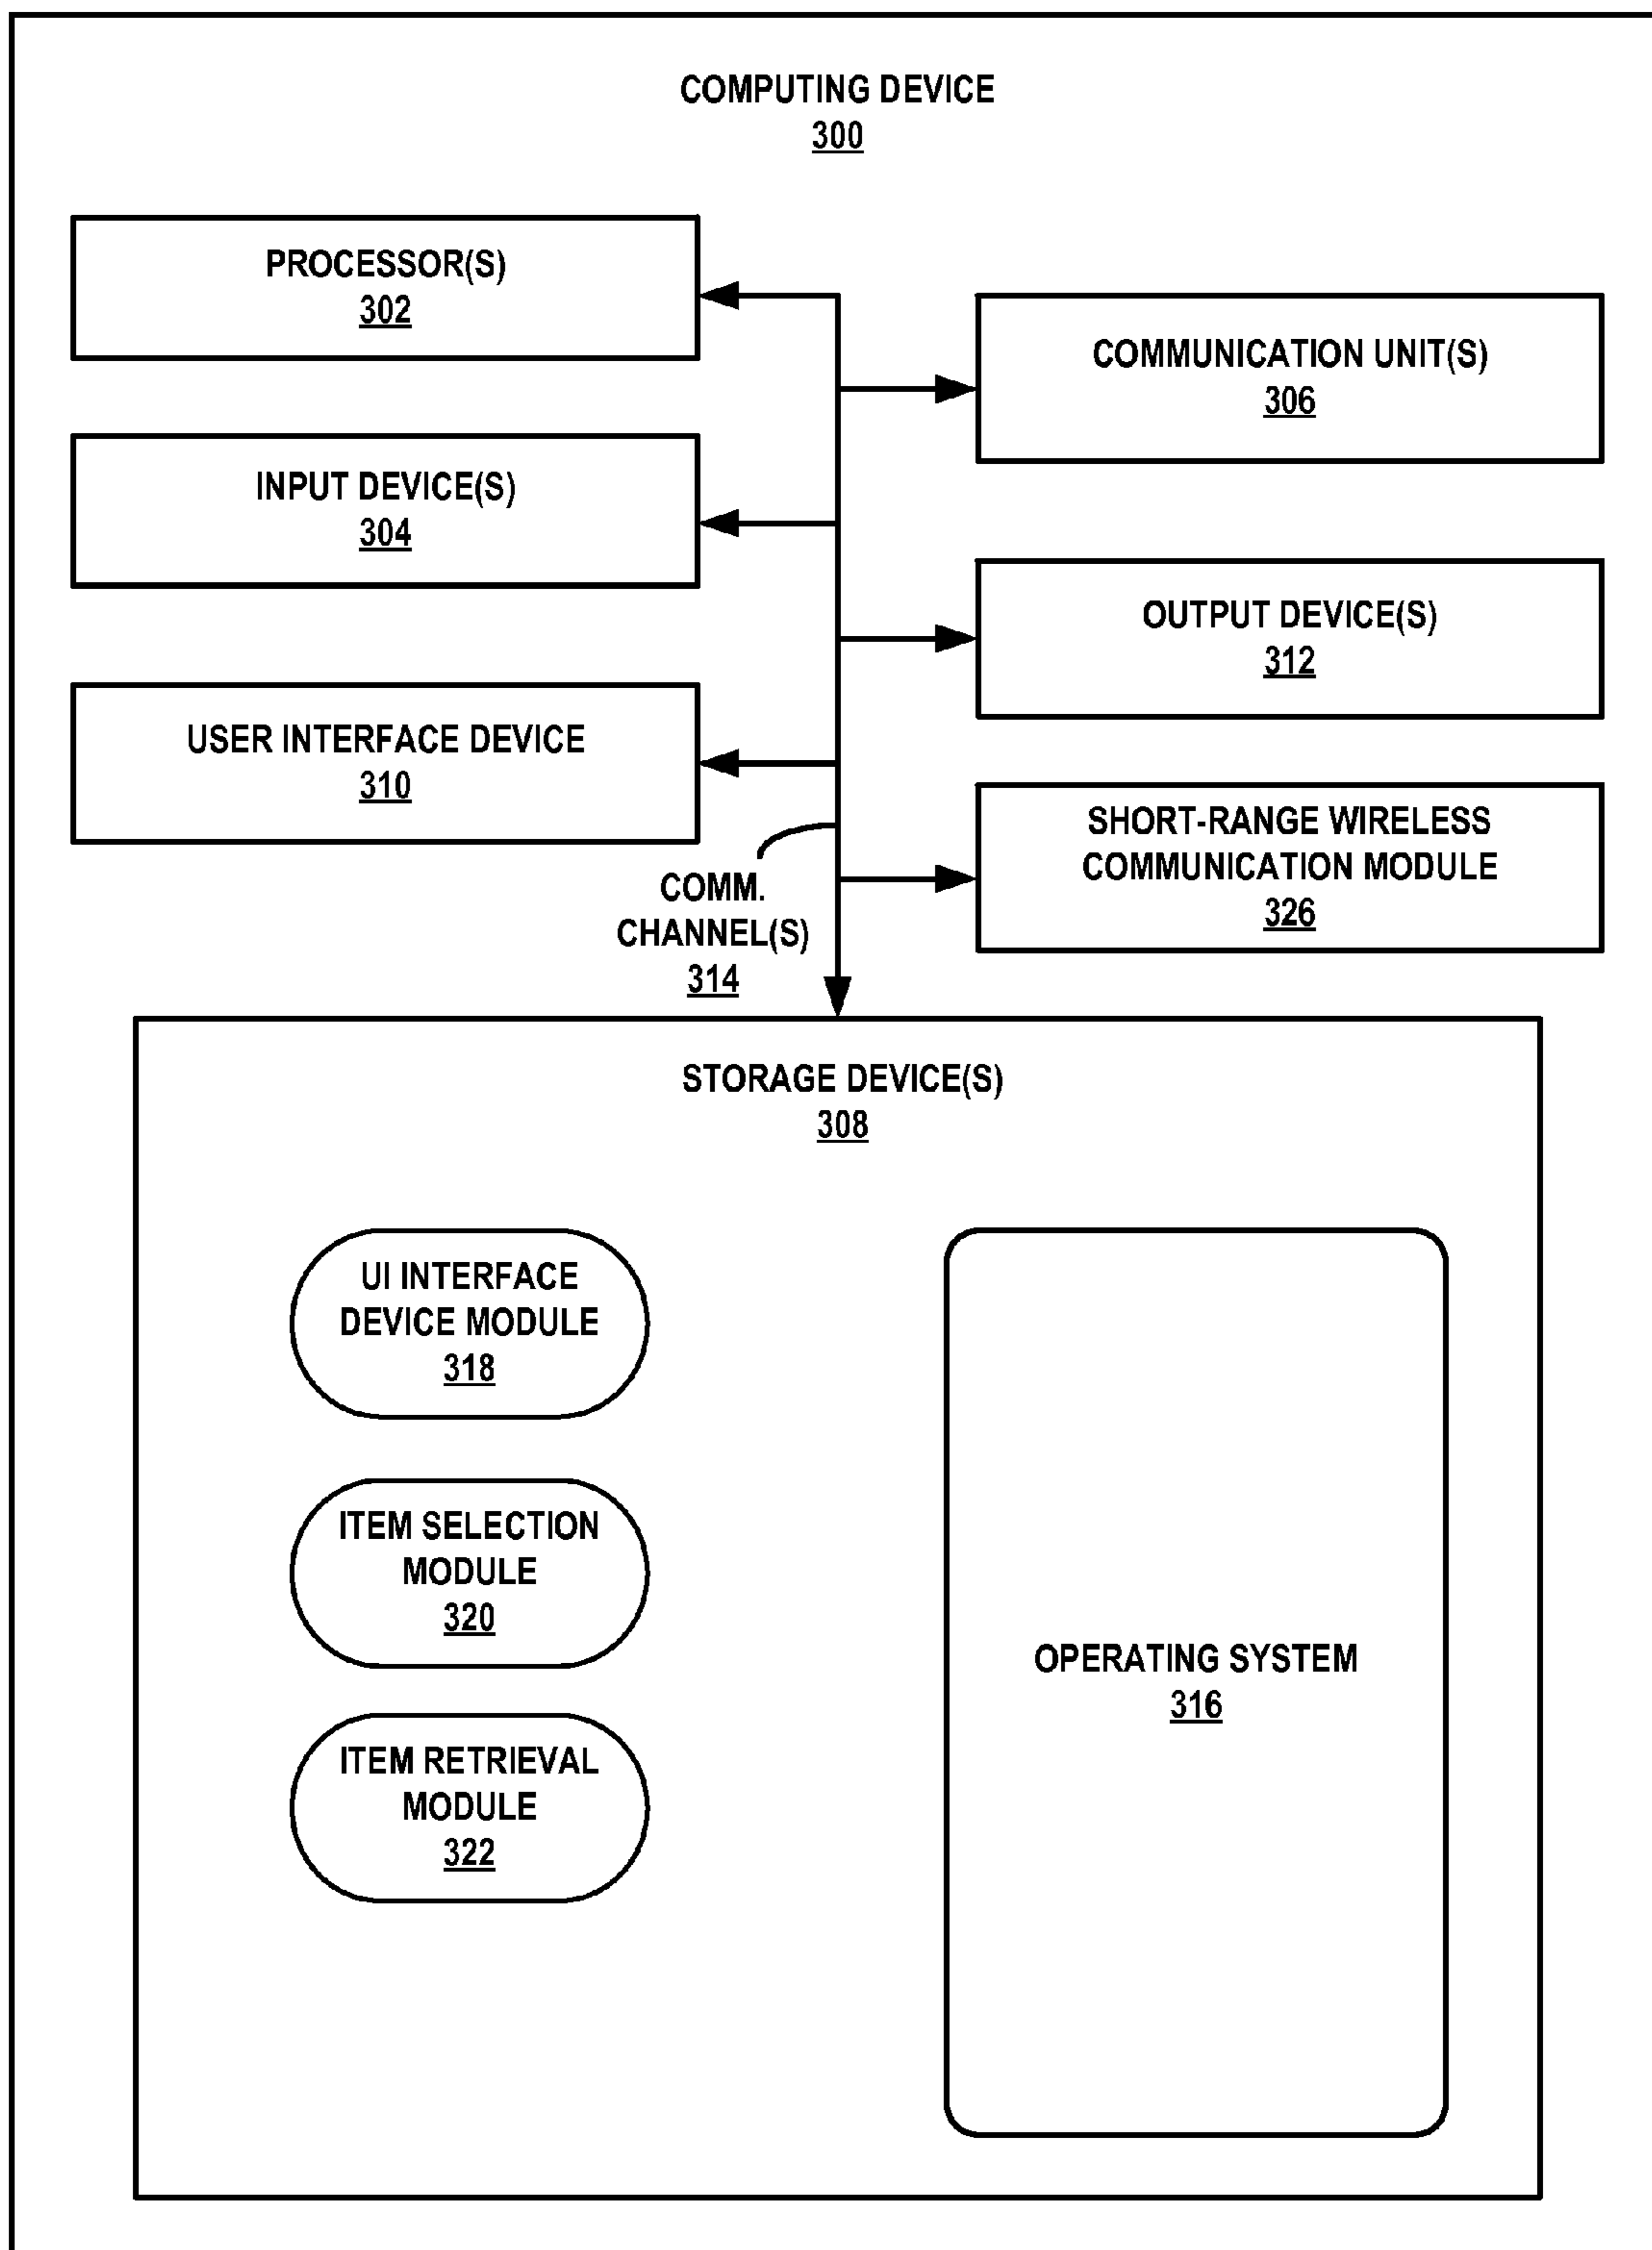 COMPUTING DEVICE
300
PROCESSOR(S)
302
COMMUNICATION UNIT(S)
306
INPUT DEVICE(S)
304
OUTPUT DEVICE(S)
312
USER INTERFACE DEVICE
310
SHORT-RANGE WIRELESS
COMMUNICATION MODULE
326
COMM.
CHANNEL(S)
314
STORAGE DEVICE(S)
308
UI INTERFACE
DEVICE MODULE
318
ITEM SELECTION
MODULE
320
ITEM RETRIEVAL
MODULE
322
OPERATING SYSTEM
316